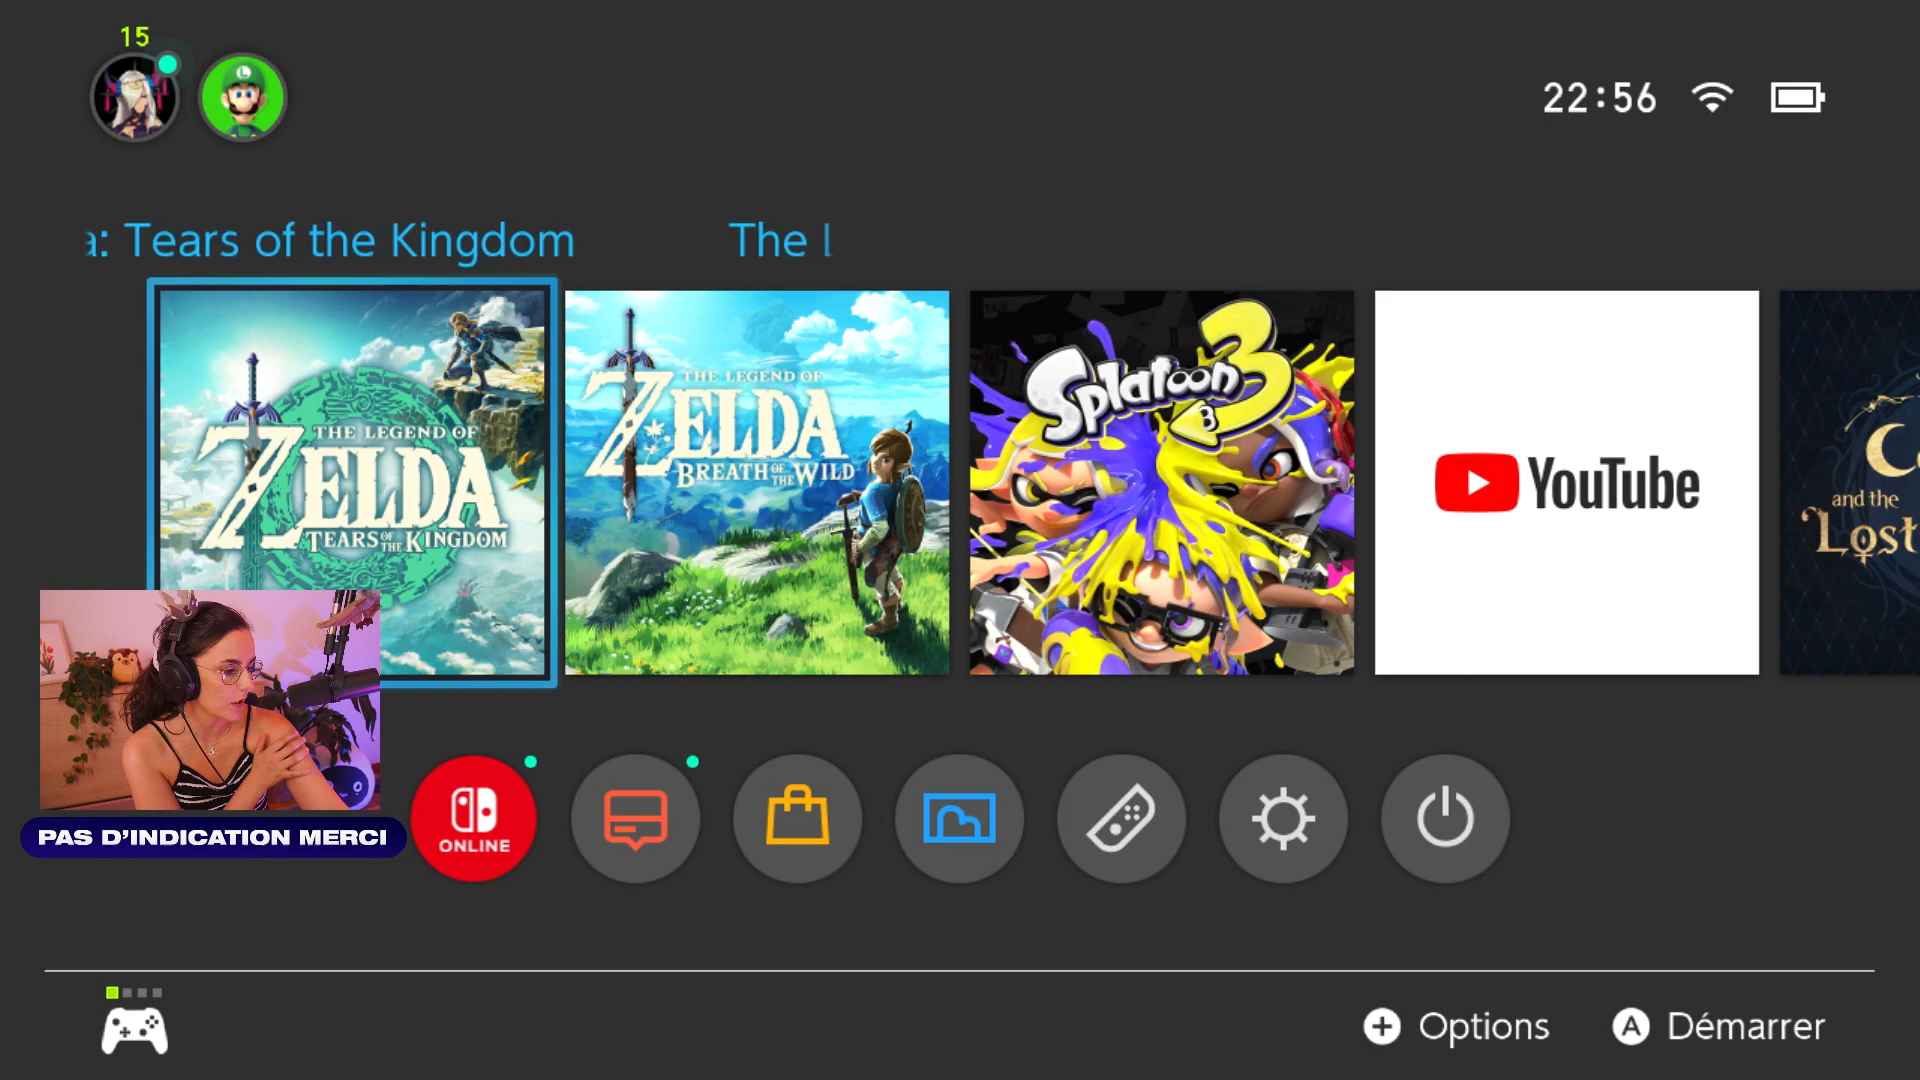 15
22:56
a: Tears of the Kingdom The
THE LEGEND OF
ZELDA
TEARS OF THE KINGDOM
THE LEGEND OF
ZELDA
BREATH OF THE WILD
Splatoon 3
YouTube
and the
Lost
PAS D'INDICATION MERCI
ONLINE
Options
Démarrer